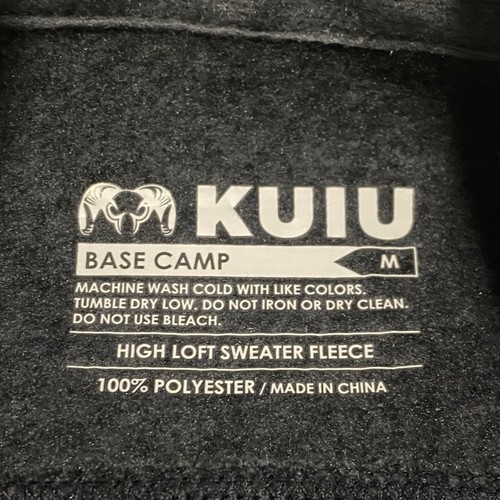 KUIU
BASE CAMP M
MACHINE WASH COLD WITH LIKE COLORS.
TUMBLE DRY LOW. DO NOT IRON OR DRY CLEAN.
DO NOT USE BLEACH.
HIGH LOFT SWEATER FLEECE
100% POLYESTER / MADE IN CHINA